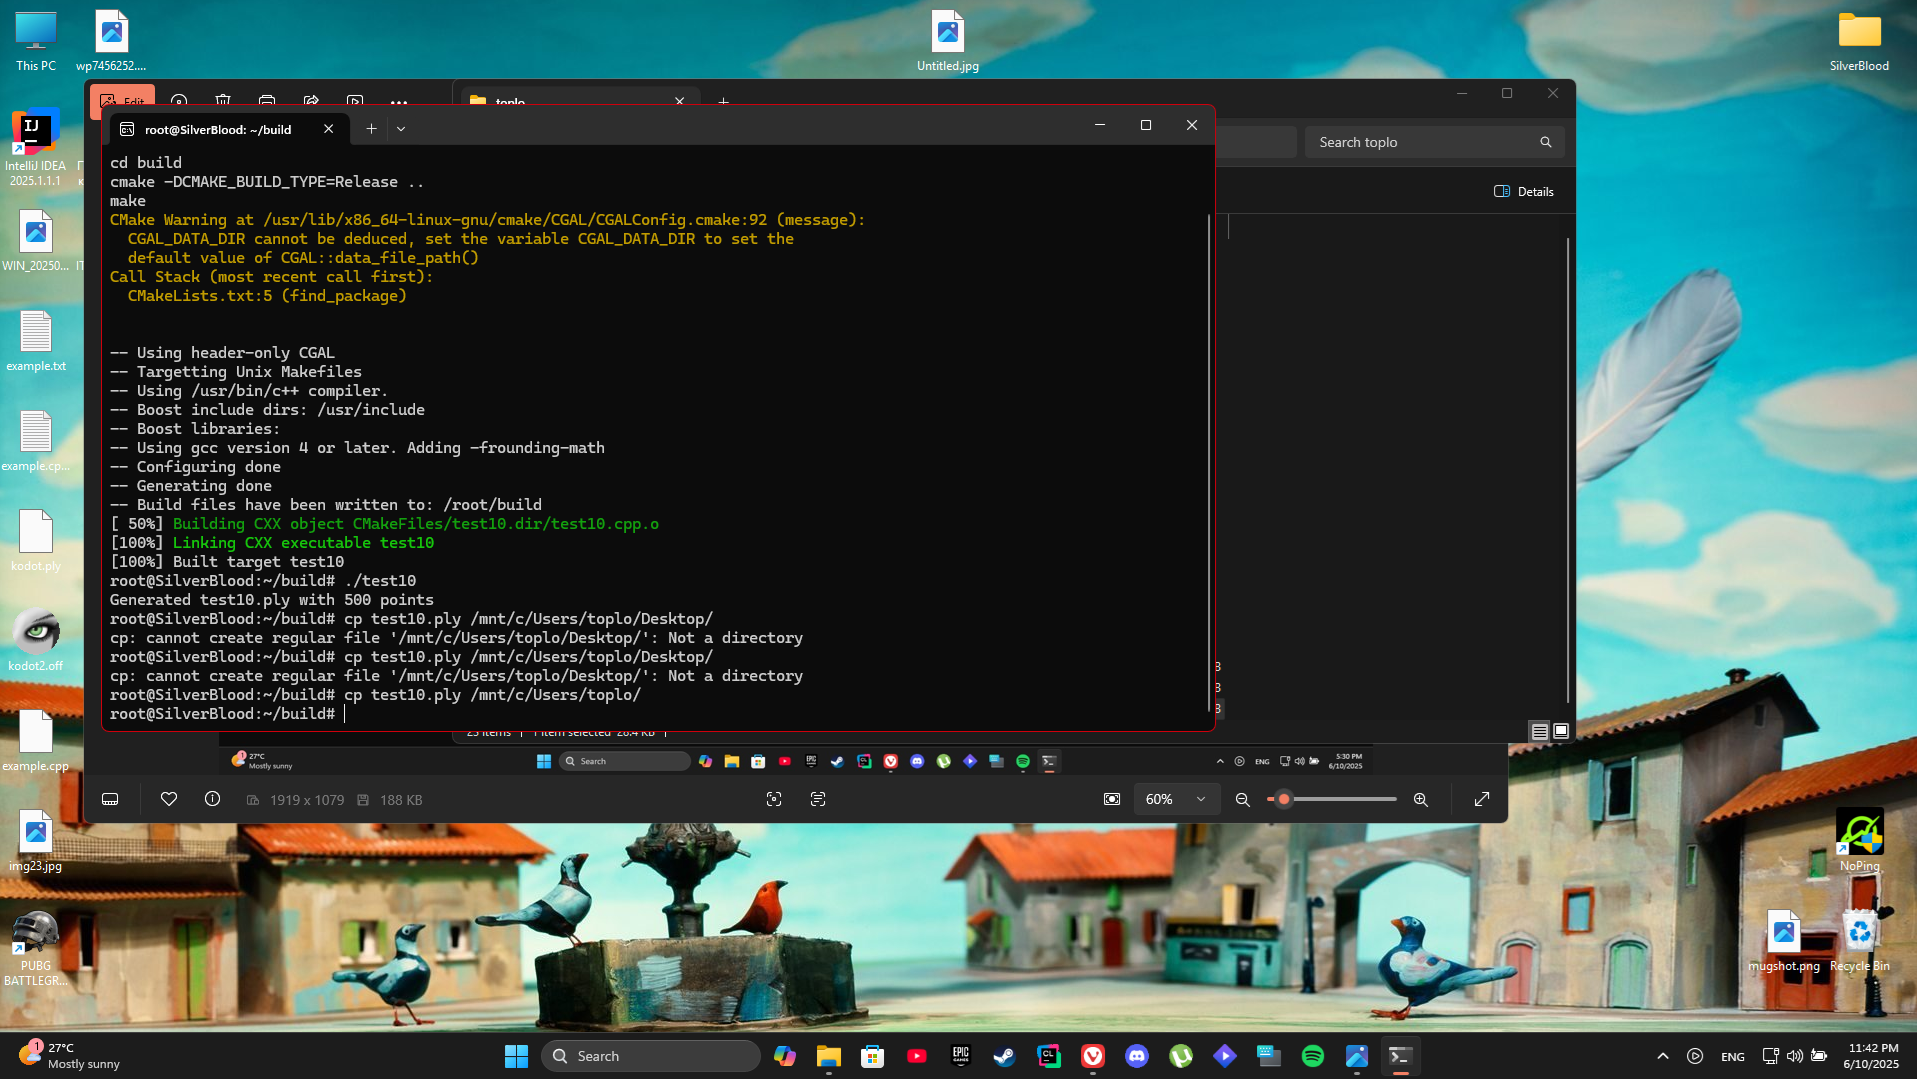 This PC
wp7456252....
Untitled.jpg
SilverBlood
Edit
toplo
root@SilverBlood: ~/build
Search toplo
Details
IntelliJ IDEA
2025.1.1.1
WIN_20250...
example.txt
example.cp...
kodot.ply
kodot2.off
example.cpp
img23.jpg
PUBG
BATTLEGR...
cd build
cmake -DCMAKE_BUILD_TYPE=Release ..
make
CMake Warning at /usr/lib/x86_64-linux-gnu/cmake/CGAL/CGALConfig.cmake:92 (message):
  CGAL_DATA_DIR cannot be deduced, set the variable CGAL_DATA_DIR to set the
  default value of CGAL::data_file_path()
Call Stack (most recent call first):
  CMakeLists.txt:5 (find_package)
-- Using header-only CGAL
-- Targetting Unix Makefiles
-- Using /usr/bin/c++ compiler.
-- Boost include dirs: /usr/include
-- Boost libraries:
-- Using gcc version 4 or later. Adding -frounding-math
-- Configuring done
-- Generating done
-- Build files have been written to: /root/build
[ 50%] Building CXX object CMakeFiles/test10.dir/test10.cpp.o
[100%] Linking CXX executable test10
[100%] Built target test10
root@SilverBlood:~/build# ./test10
Generated test10.ply with 500 points
root@SilverBlood:~/build# cp test10.ply /mnt/c/Users/toplo/Desktop/
cp: cannot create regular file '/mnt/c/Users/toplo/Desktop/': Not a directory
root@SilverBlood:~/build# cp test10.ply /mnt/c/Users/toplo/Desktop/
cp: cannot create regular file '/mnt/c/Users/toplo/Desktop/': Not a directory
root@SilverBlood:~/build# cp test10.ply /mnt/c/Users/toplo/
root@SilverBlood:~/build#
27°C
Mostly sunny
Search
ENG
5:30 PM
6/10/2025
1919 x 1079
188 KB
60%
NoPing
mugshot.png
Recycle Bin
1
27°C
Mostly sunny
Search
ENG
11:42 PM
6/10/2025